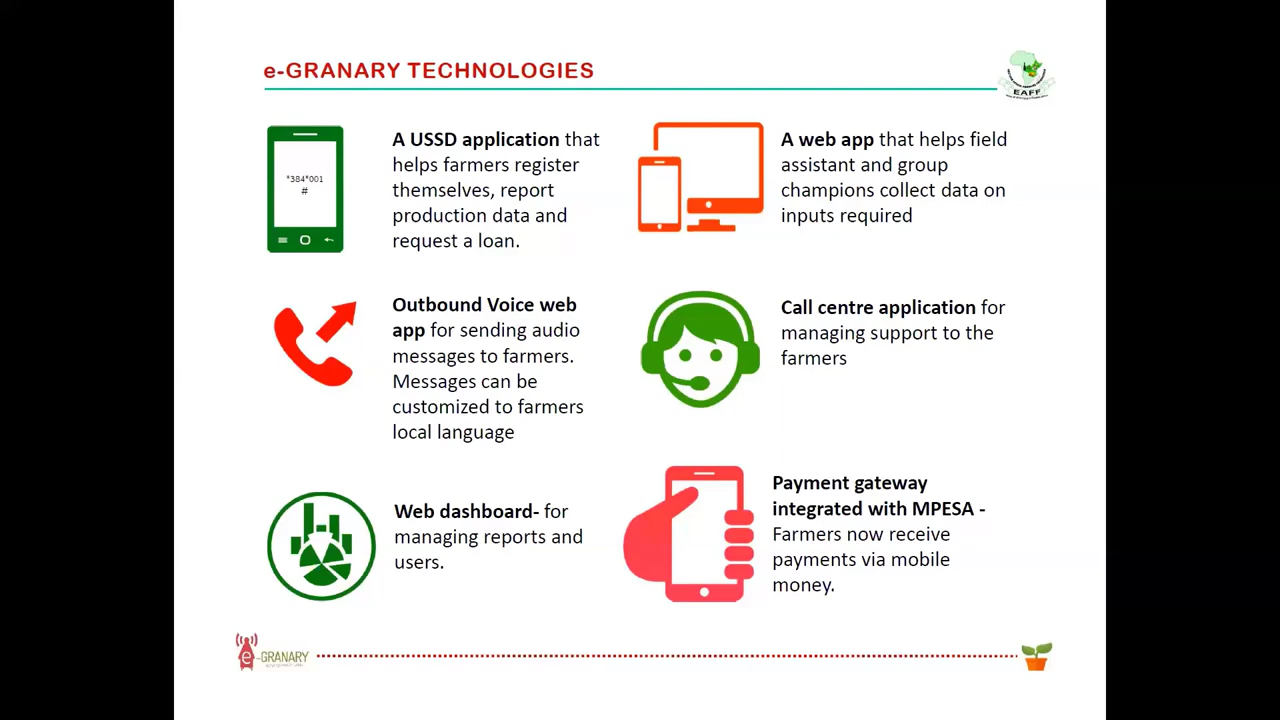 e-GRANARY TECHNOLOGIES
EAFF
*384*001
#
A USSD application that
helps farmers register
themselves, report
production data and
request a loan.
A web app that helps field
assistant and group
champions collect data on
inputs required
Outbound Voice web
app for sending audio
messages to farmers.
Messages can be
customized to farmers
local language
Call centre application for
managing support to the
farmers
Web dashboard- for
managing reports and
users.
Payment gateway
integrated with MPESA -
Farmers now receive
payments via mobile
money.
e-GRANARY